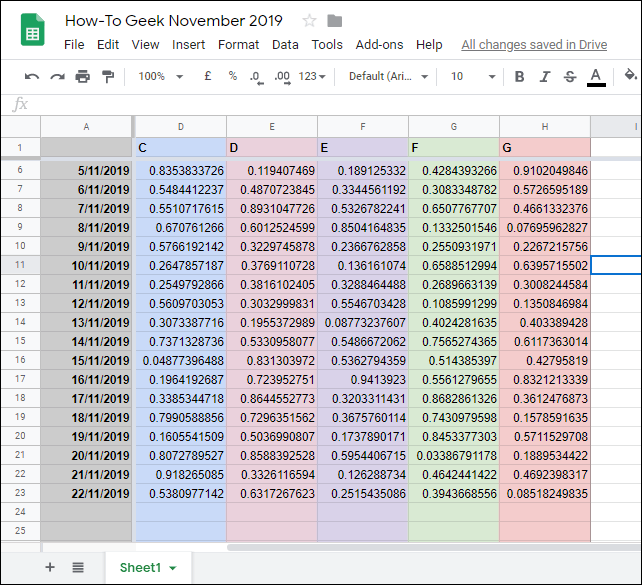 How-To Geek November 2019
File Edit View Insert Format Data Tools Add-ons Help All changes saved in Drive
100% £ % .0 .00 123 Default (Ari... 10 B I S A
fx
A D E F G H I
1 C D E F G
6 5/11/2019 0.8353833726 0.119407469 0.189125332 0.4284393266 0.9102049846
7 6/11/2019 0.5484412237 0.4870723845 0.3344561192 0.3083348782 0.5726595189
8 7/11/2019 0.5510717615 0.8931047726 0.5326782241 0.6507767707 0.4661332376
9 8/11/2019 0.670761266 0.6012524599 0.8504164835 0.1332501546 0.07695962827
10 9/11/2019 0.5766192142 0.3229745878 0.2366762858 0.2550931971 0.2267215756
11 10/11/2019 0.2647857187 0.3769110728 0.136161074 0.6588512994 0.6395715502
12 11/11/2019 0.2549792866 0.3816102405 0.3288464488 0.2689663139 0.3008244584
13 12/11/2019 0.5609703053 0.3032999831 0.5546703428 0.1085991299 0.1350846984
14 13/11/2019 0.3073387716 0.1955372989 0.08773237607 0.4024281635 0.403389428
15 14/11/2019 0.7371328736 0.5330958077 0.5486672062 0.7565274365 0.6117363014
16 15/11/2019 0.04877396488 0.831303972 0.5362794359 0.514385397 0.42795819
17 16/11/2019 0.1964192687 0.723952751 0.9413923 0.5561279655 0.8321213339
18 17/11/2019 0.3385344718 0.8644552773 0.3203311431 0.8682861326 0.3612476873
19 18/11/2019 0.7990588856 0.7296351562 0.3675760114 0.7430979598 0.1578591635
20 19/11/2019 0.1605541509 0.5036990807 0.1737890171 0.8453377303 0.5711529708
21 20/11/2019 0.8072789527 0.8588392528 0.5954406715 0.03386791178 0.1889534422
22 21/11/2019 0.918265085 0.3326116594 0.126288734 0.4642441422 0.4692398317
23 22/11/2019 0.5380977142 0.6317267623 0.2515435086 0.3943668556 0.08518249835
24
25
+ Sheet1